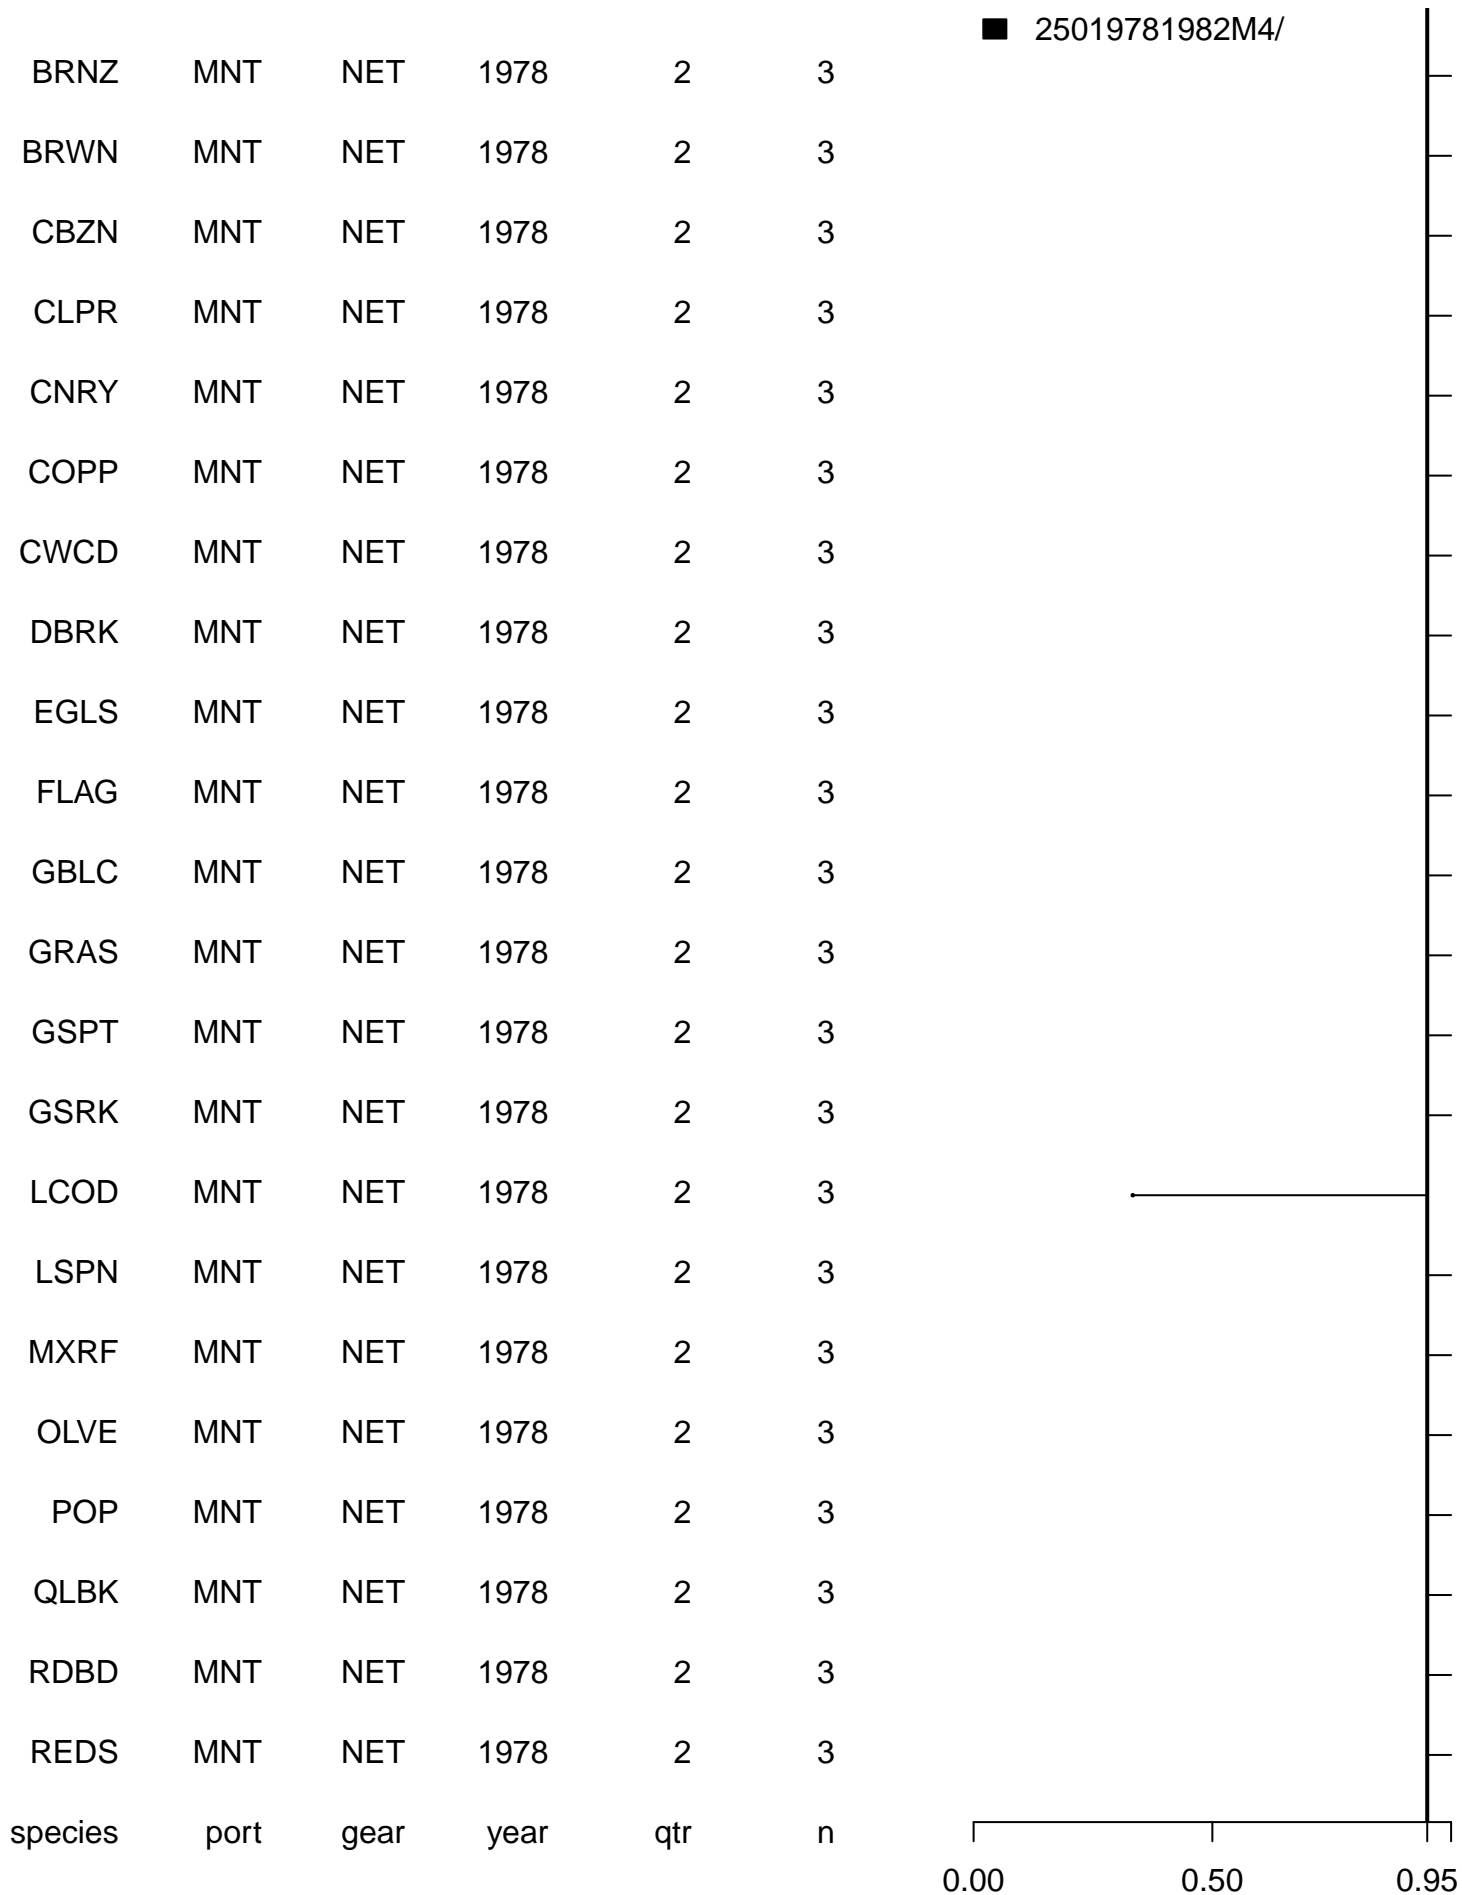 25019781982M4/
BRNZ MNT NET 1978 2 3
BRWN MNT NET 1978 2 3
CBZN MNT NET 1978 2 3
CLPR MNT NET 1978 2 3
CNRY MNT NET 1978 2 3
COPP MNT NET 1978 2 3
CWCD MNT NET 1978 2 3
DBRK MNT NET 1978 2 3
EGLS MNT NET 1978 2 3
FLAG MNT NET 1978 2 3
GBLC MNT NET 1978 2 3
GRAS MNT NET 1978 2 3
GSPT MNT NET 1978 2 3
GSRK MNT NET 1978 2 3
LCOD MNT NET 1978 2 3
LSPN MNT NET 1978 2 3
MXRF MNT NET 1978 2 3
OLVE MNT NET 1978 2 3
POP MNT NET 1978 2 3
QLBK MNT NET 1978 2 3
RDBD MNT NET 1978 2 3
REDS MNT NET 1978 2 3
species port gear year qtr n
0.00 0.50 0.95